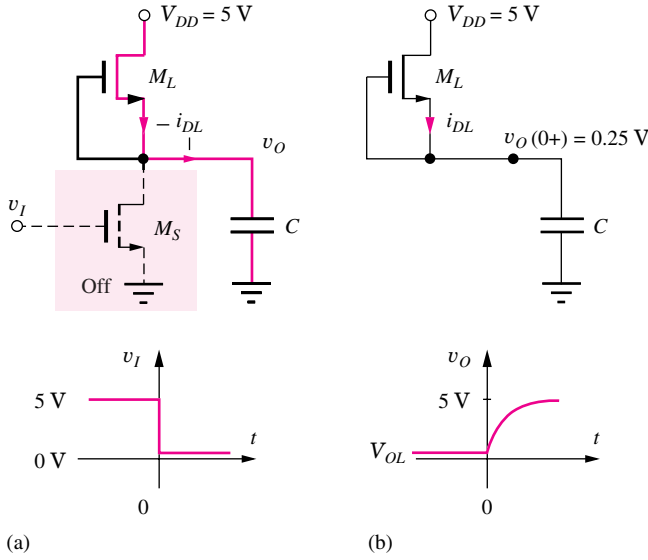 V_DD = 5 V
M_L
– i_DL
v_O
v_I
M_S
C
Off
v_I
5 V
0 V
t
0
(a)
V_DD = 5 V
M_L
i_DL
v_O (0+) = 0.25 V
C
v_O
5 V
V_OL
t
0
(b)